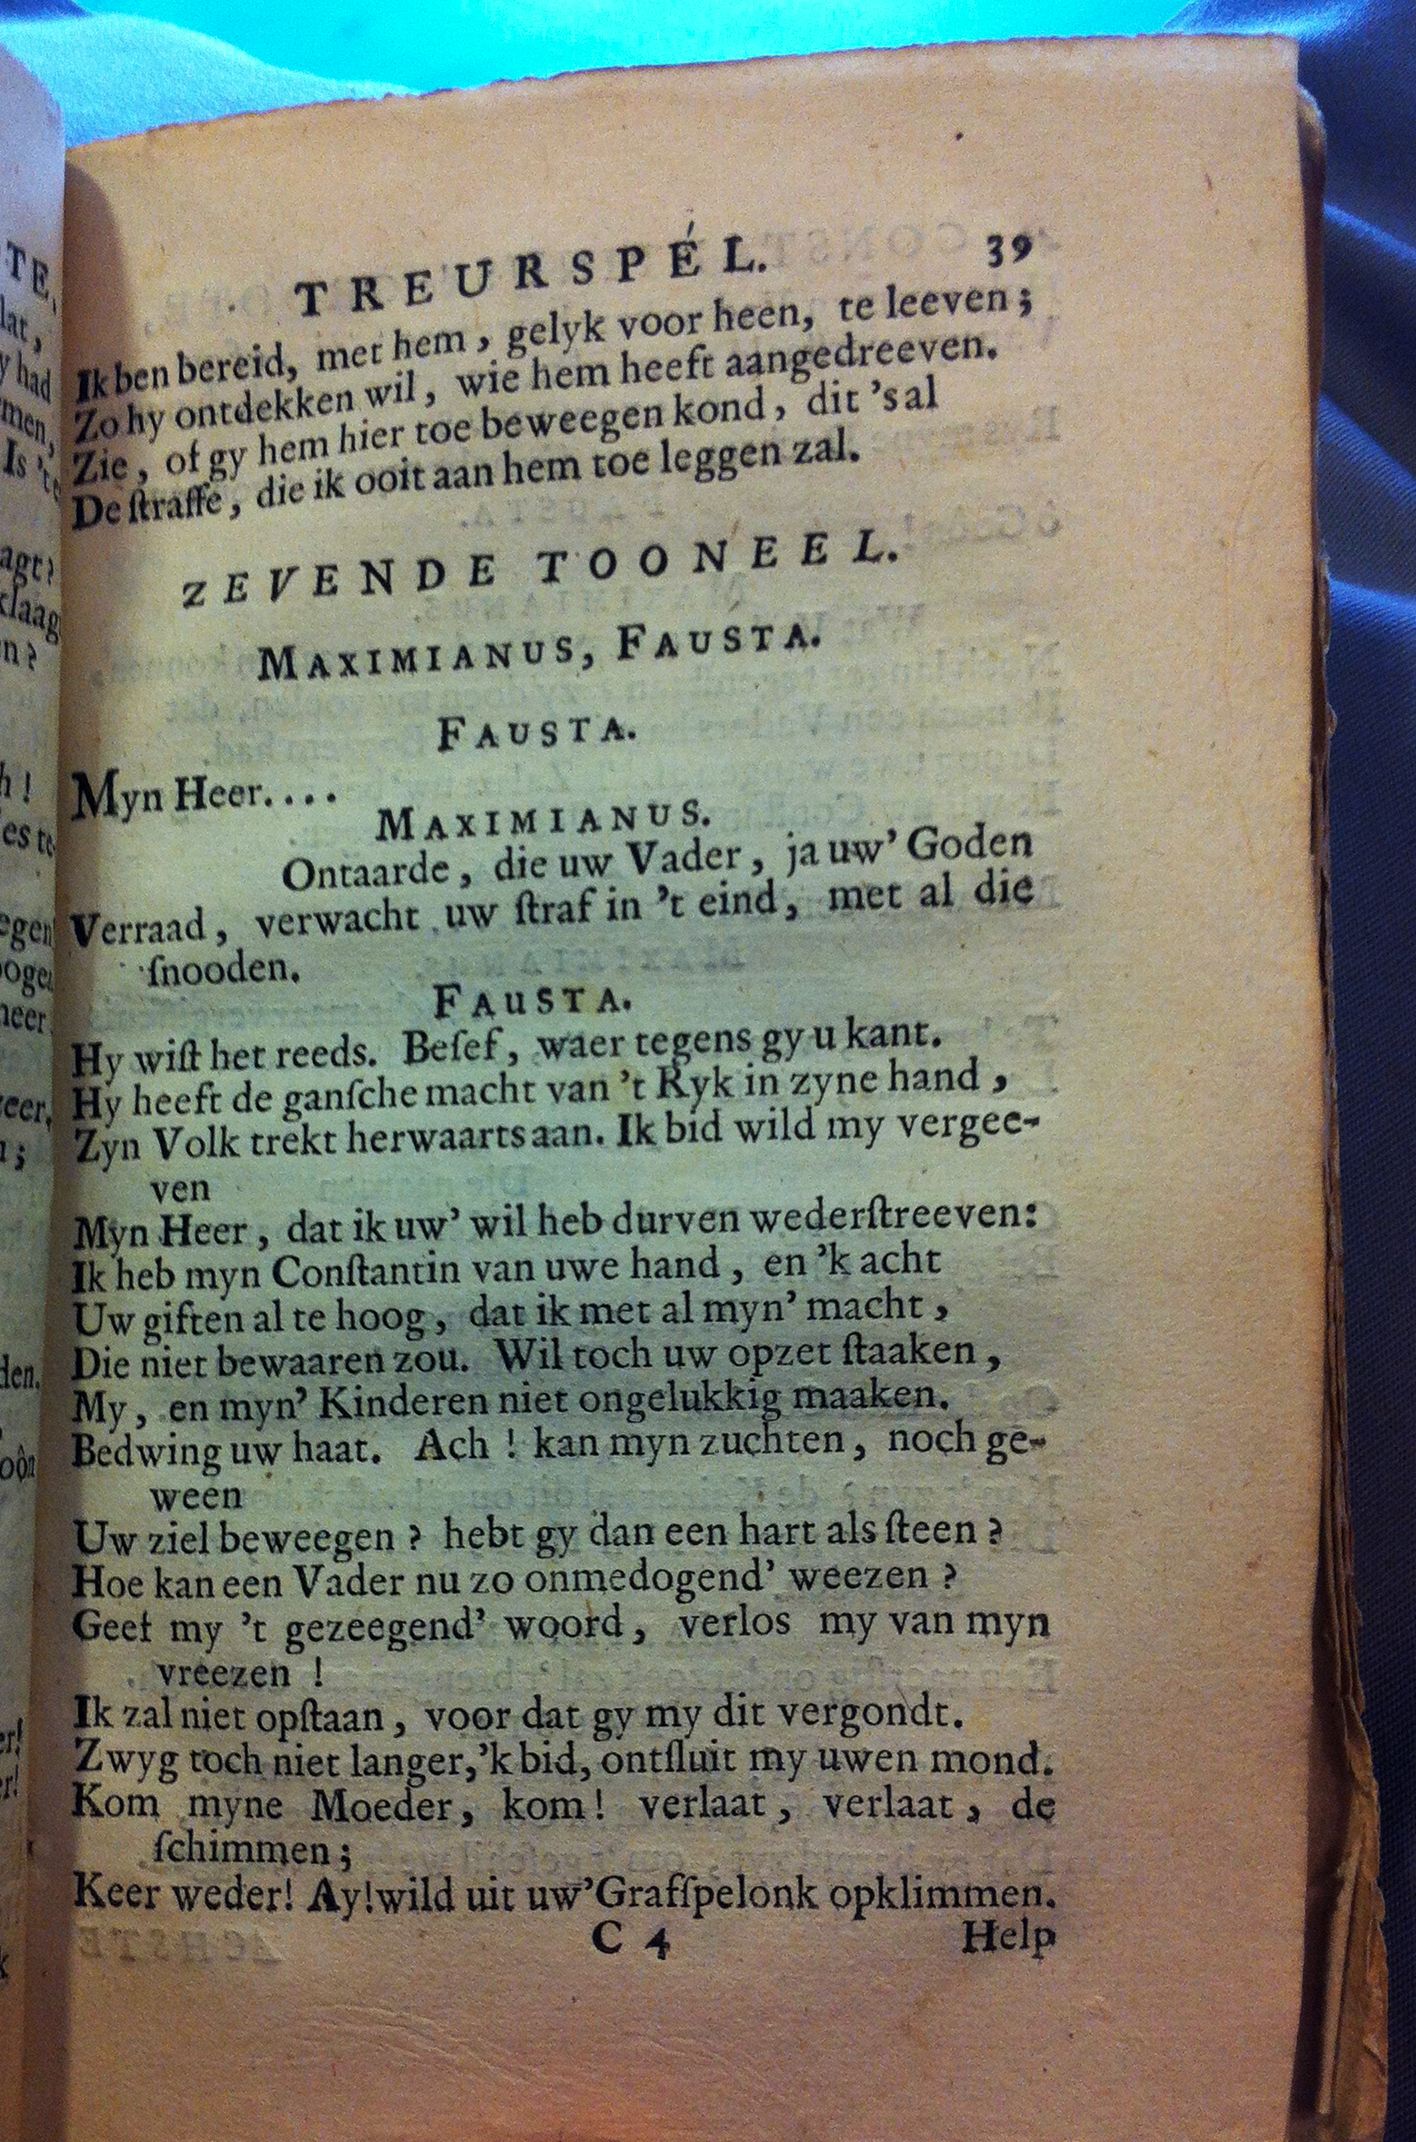 TREURSPÉL. 39
Ik ben bereid, met hem, gelyk voor heen, te leeven;
Zo hy ontdekken wil, wie hem heeft aangedreeven.
Zie, of gy hem hier toe beweegen kond, dit 's al
De ſtraffe, die ik ooit aan hem toe leggen zal.
ZEVENDE TOONEEL.
MAXIMIANUS, FAUSTA.
FAUSTA.
Myn Heer....
MAXIMIANUS.
Ontaarde, die uw Vader, ja uw' Goden
Verraad, verwacht uw ſtraf in 't eind, met al die
ſnooden.
FAUSTA.
Hy wiſt het reeds. Beſef, waer tegens gy u kant.
Hy heeft de ganſche macht van 't Ryk in zyne hand,
Zyn Volk trekt herwaarts aan. Ik bid wild my vergee-
ven
Myn Heer, dat ik uw' wil heb durven wederſtreeven:
Ik heb myn Conſtantin van uwe hand, en 'k acht
Uw giften al te hoog, dat ik met al myn' macht,
Die niet bewaaren zou. Wil toch uw opzet ſtaaken,
My, en myn' Kinderen niet ongelukkig maaken.
Bedwing uw haat. Ach! kan myn zuchten, noch ge-
ween
Uw ziel beweegen? hebt gy dan een hart als ſteen?
Hoe kan een Vader nu zo onmedogend' weezen?
Geef my 't gezeegend' woord, verlos my van myn
vreezen!
Ik zal niet opſtaan, voor dat gy my dit vergondt.
Zwyg toch niet langer, 'k bid, ontſluit my uwen mond.
Kom myne Moeder, kom! verlaat, verlaat, de
ſchimmen;
Keer weder! Ay! wild uit uw' Grafſpelonk opklimmen.
C 4 Help